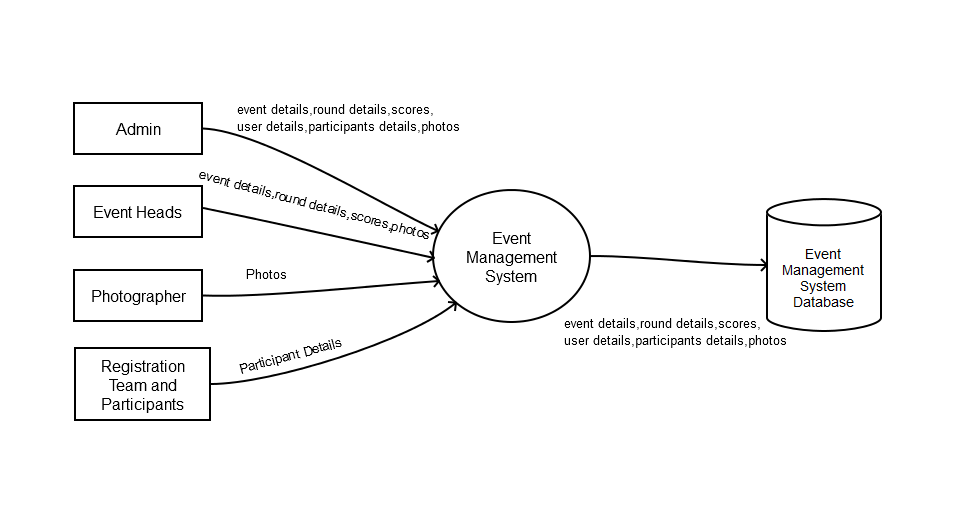 event details,round details,scores,
user details,participants details,photos
Admin
event details,round details,scores,photos
Event Heads
Event
Management
System
Event
Management
System
Database
Photos
Photographer
event details,round details,scores,
user details,participants details,photos
Participant Details
Registration
Team and
Participants